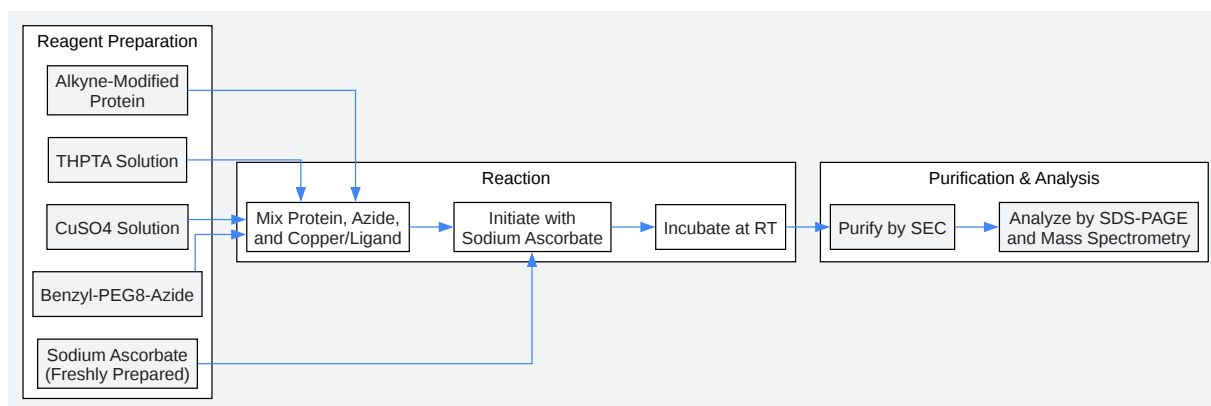 Reagent Preparation
Alkyne-Modified
Protein
THPTA Solution
CuSO4 Solution
Benzyl-PEG8-Azide
Sodium Ascorbate
(Freshly Prepared)
Reaction
Mix Protein, Azide,
and Copper/Ligand
Initiate with
Sodium Ascorbate
Incubate at RT
Purification & Analysis
Purify by SEC
Analyze by SDS-PAGE
and Mass Spectrometry